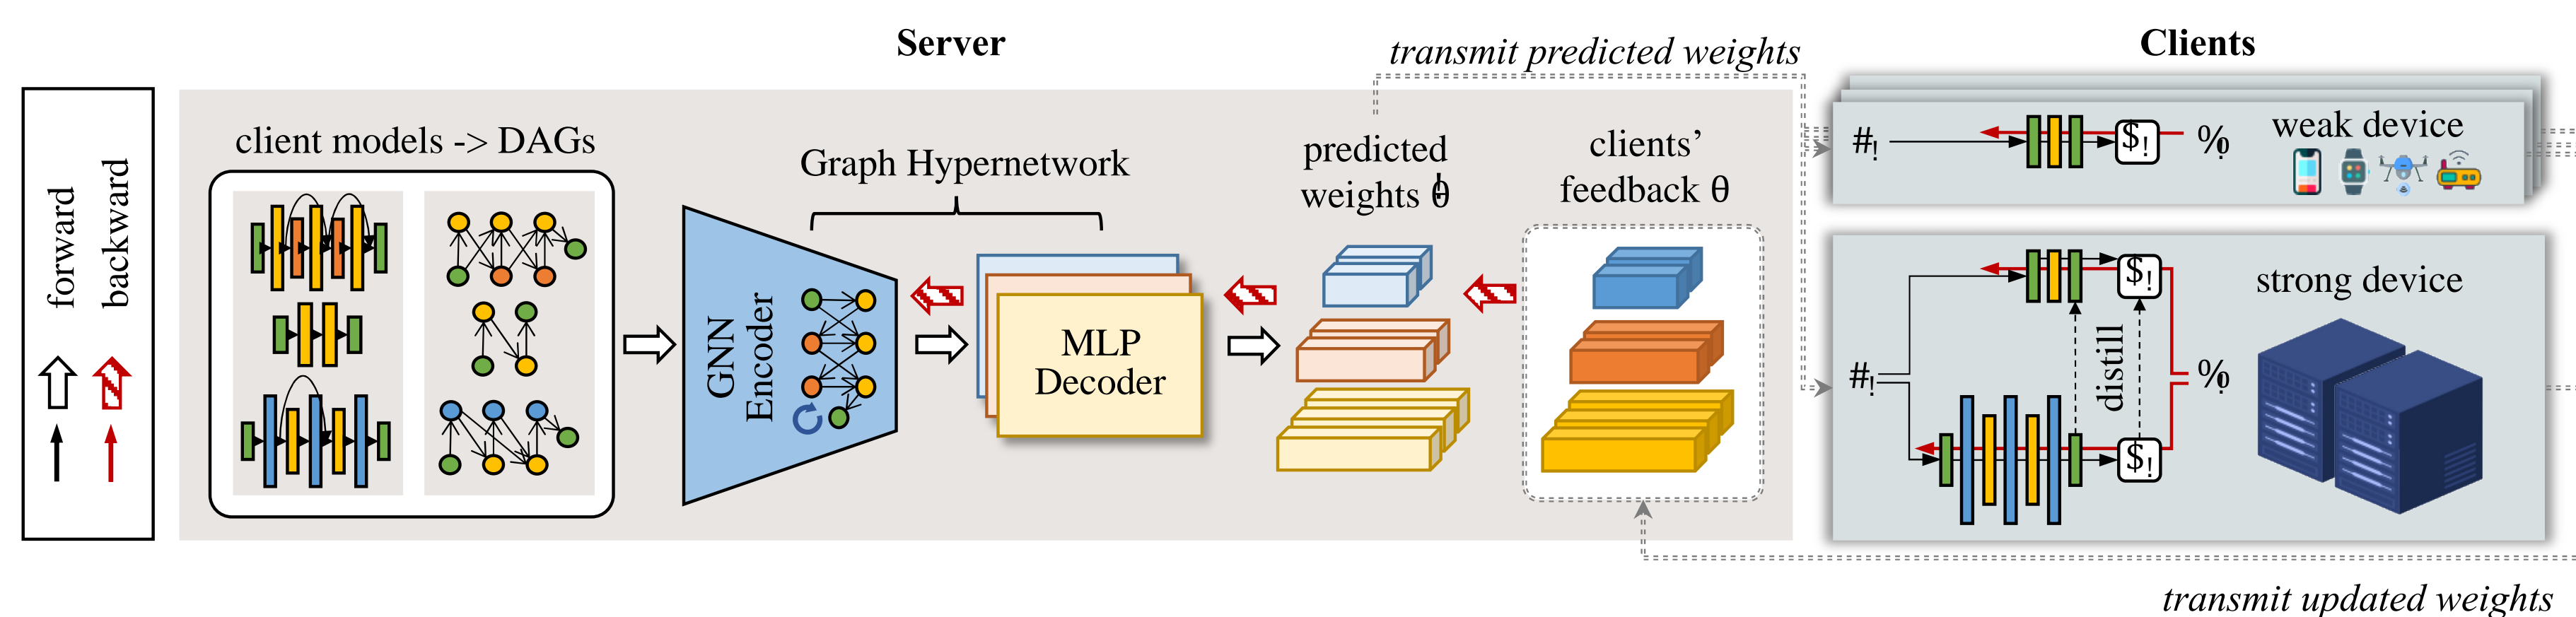 Server
Clients
transmit predicted weights
forward
backward
client models -> DAGs
Graph Hypernetwork
predicted
weights θ
clients’
feedback θ
GNN
Encoder
MLP
Decoder
#!
$!
%!
weak device
#!
$!
distill
$!
%!
strong device
transmit updated weights